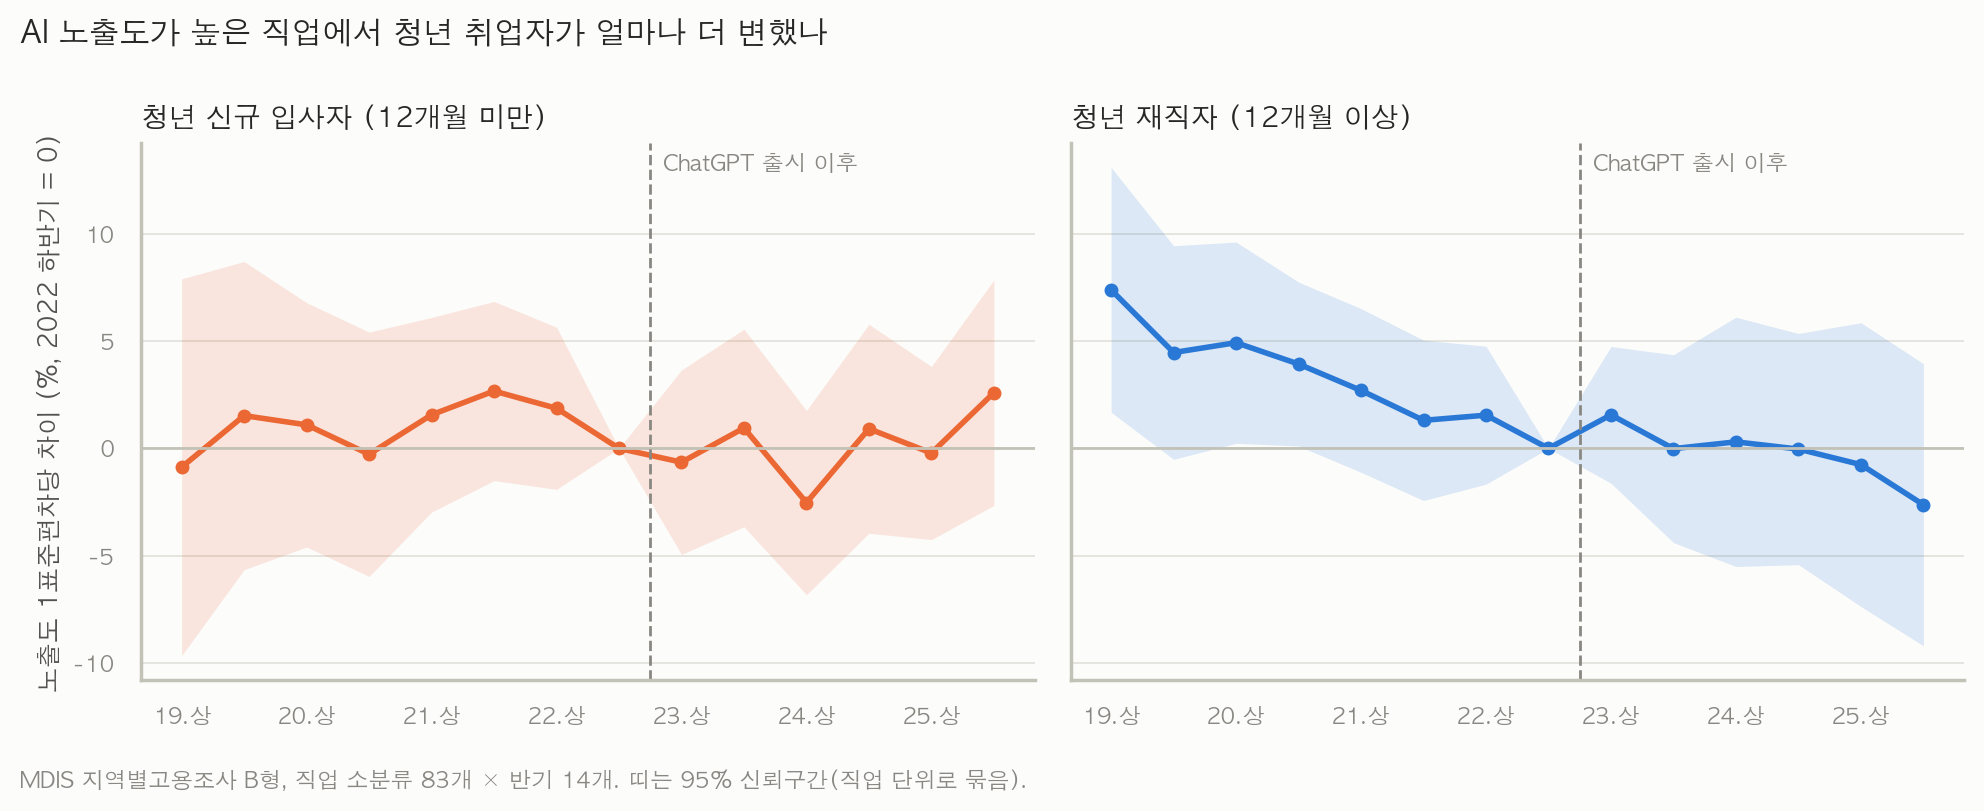 AI 노출도가 높은 직업에서 청년 취업자가 얼마나 더 변했나
노출도 1표준편차당 차이 (%, 2022 하반기 = 0)
청년 신규 입사자 (12개월 미만)
ChatGPT 출시 이후
10
5
0
-5
-10
19.상 20.상 21.상 22.상 23.상 24.상 25.상
청년 재직자 (12개월 이상)
ChatGPT 출시 이후
19.상 20.상 21.상 22.상 23.상 24.상 25.상
MDIS 지역별고용조사 B형, 직업 소분류 83개 × 반기 14개. 띠는 95% 신뢰구간(직업 단위로 묶음).